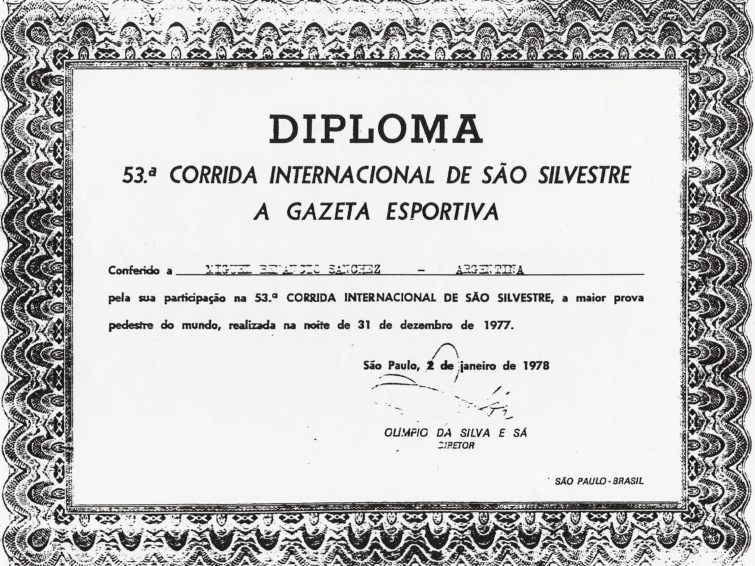 DIPLOMA
53.ª CORRIDA INTERNACIONAL DE SÃO SILVESTRE
A GAZETA ESPORTIVA
Conferido a MIGUEL BENANCIO SANCHEZ - ARGENTINA
pela sua participação na 53.ª CORRIDA INTERNACIONAL DE SÃO SILVESTRE, a maior prova
pedestre do mundo, realizada na noite de 31 de dezembro de 1977.
São Paulo, 2 de janeiro de 1978
OLIMPIO DA SILVA E SÁ
DIRETOR
SÃO PAULO - BRASIL